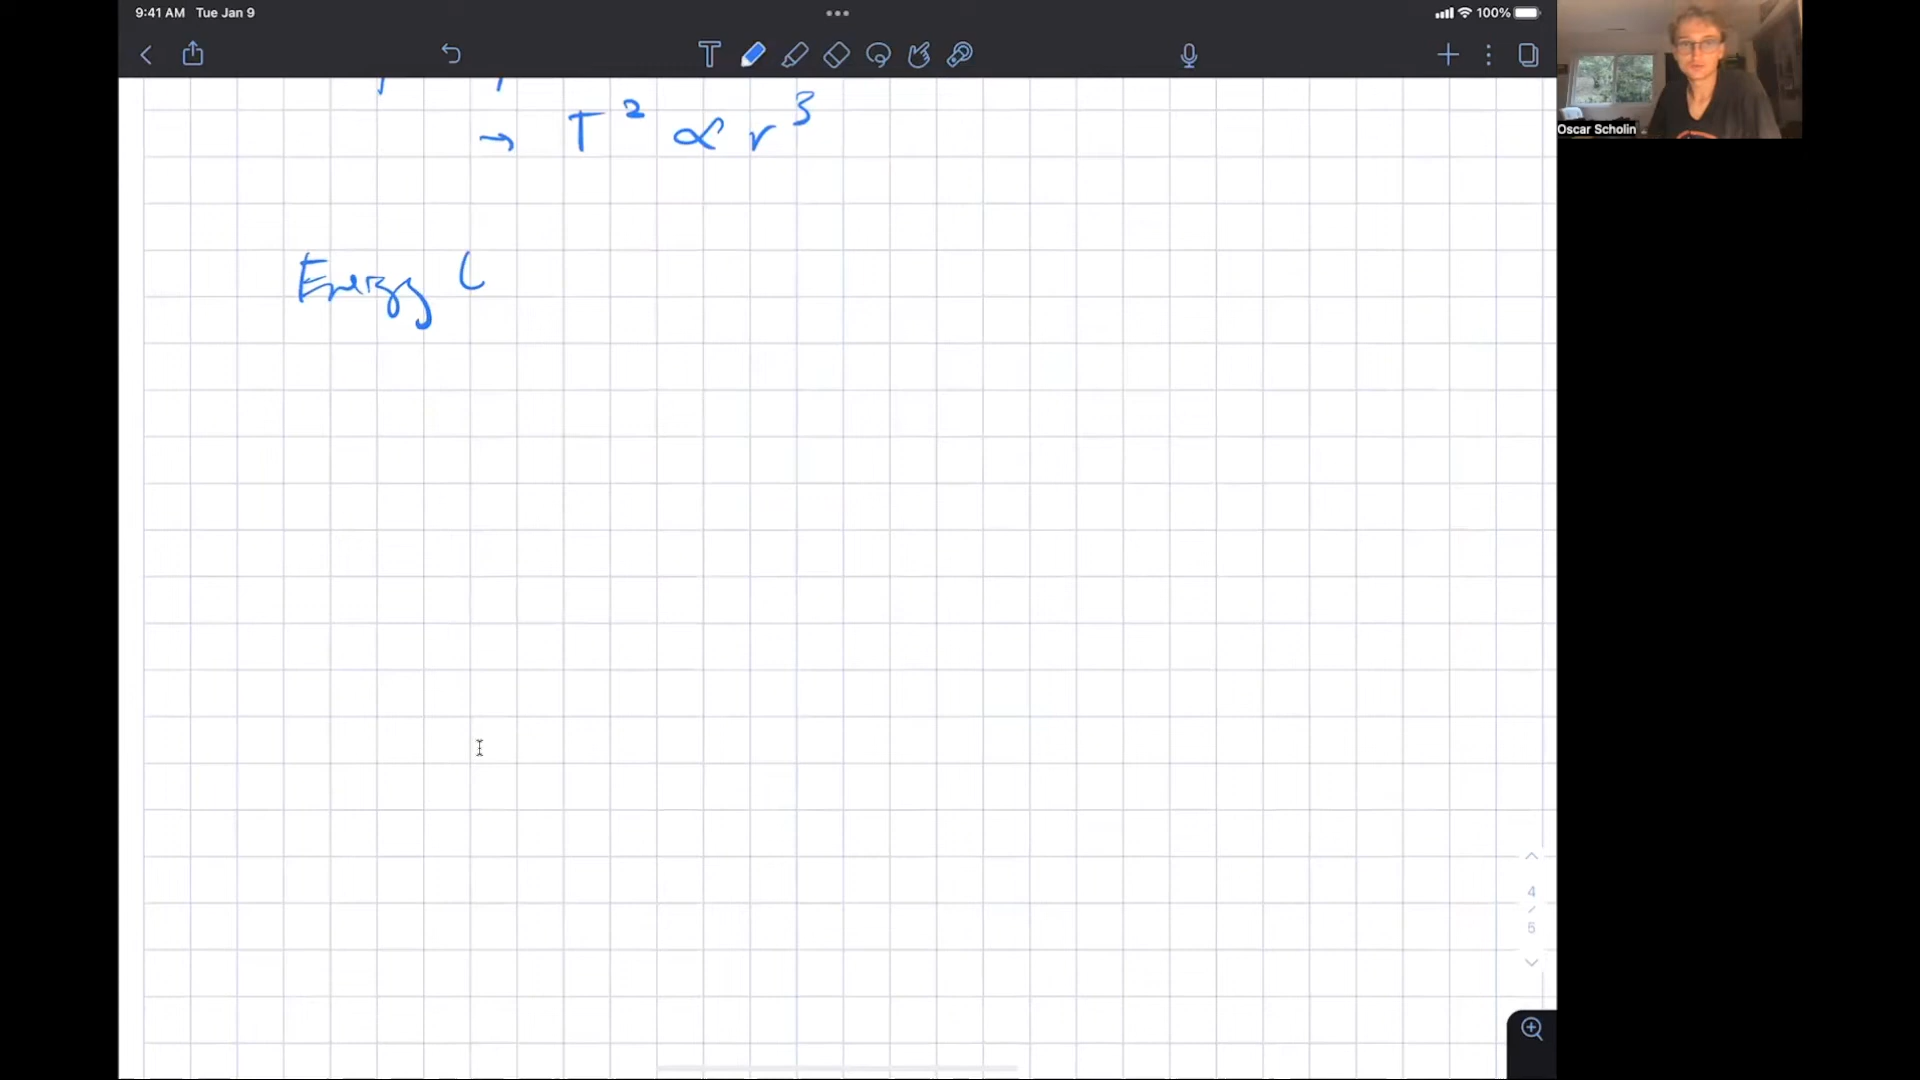 9:41 AM Tue Jan 9
100%
Oscar Scholin
→ T² ∝ r³
Energy (
4
/
5